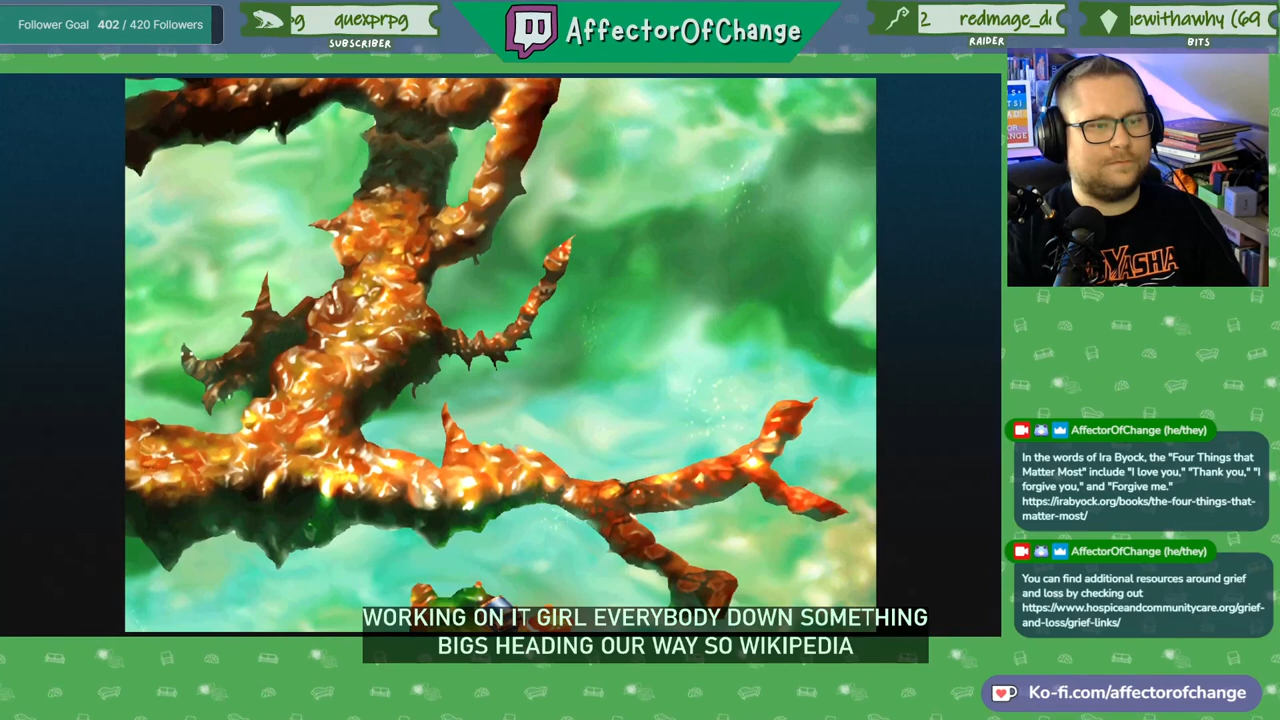 Follower Goal 402 / 420 Followers
quexprpg
SUBSCRIBER
AffectorOfChange
2 redmage_d
RAIDER
iewithawhy (69
BITS
YASHA
AffectorOfChange (he/they)
In the words of Ira Byock, the "Four Things that
Matter Most" include "I love you," "Thank you," "I
forgive you," and "Forgive me."
https://irabyock.org/books/the-four-things-that-
matter-most/
AffectorOfChange (he/they)
You can find additional resources around grief
and loss by checking out
https://www.hospiceandcommunitycare.org/grief-
and-loss/grief-links/
WORKING ON IT GIRL EVERYBODY DOWN SOMETHING
BIGS HEADING OUR WAY SO WIKIPEDIA
Ko-fi.com/affectorofchange